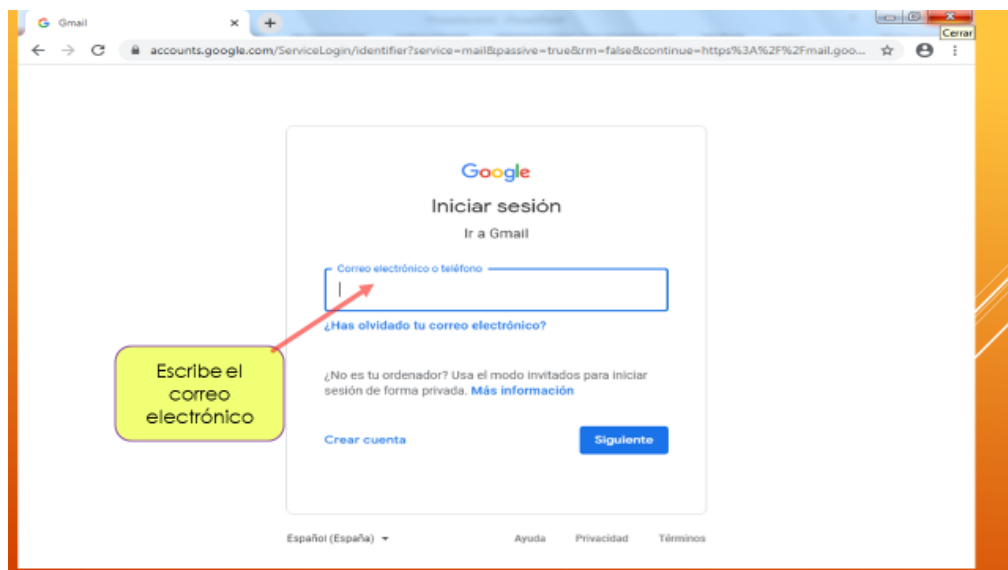 Gmail
accounts.google.com/ServiceLogin/identifier?service=mail&passive=true&rm=false&continue=https%3A%2F%2Fmail.goo...
Cerrar
Google
Iniciar sesión
Ir a Gmail
Correo electrónico o teléfono
¿Has olvidado tu correo electrónico?
Escribe el
correo
electrónico
¿No es tu ordenador? Usa el modo invitados para iniciar
sesión de forma privada. Más información
Crear cuenta
Siguiente
Español (España)
Ayuda
Privacidad
Términos